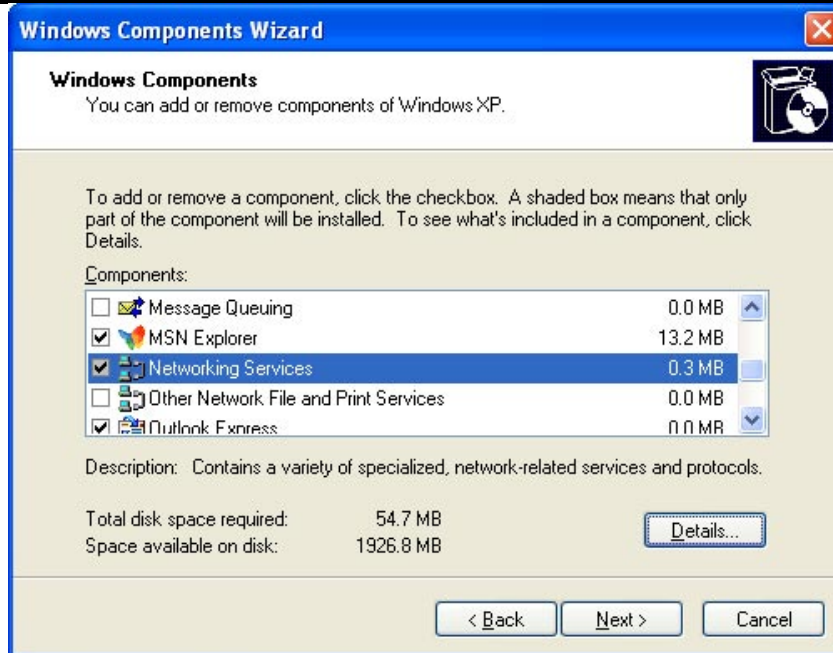 Windows Components Wizard
Windows Components
You can add or remove components of Windows XP.
To add or remove a component, click the checkbox. A shaded box means that only
part of the component will be installed. To see what's included in a component, click
Details.
Components:
Message Queuing 0.0 MB
MSN Explorer 13.2 MB
Networking Services 0.3 MB
Other Network File and Print Services 0.0 MB
Outlook Express 0.0 MB
Description: Contains a variety of specialized, network-related services and protocols.
Total disk space required: 54.7 MB
Space available on disk: 1926.8 MB
Details...
< Back Next > Cancel